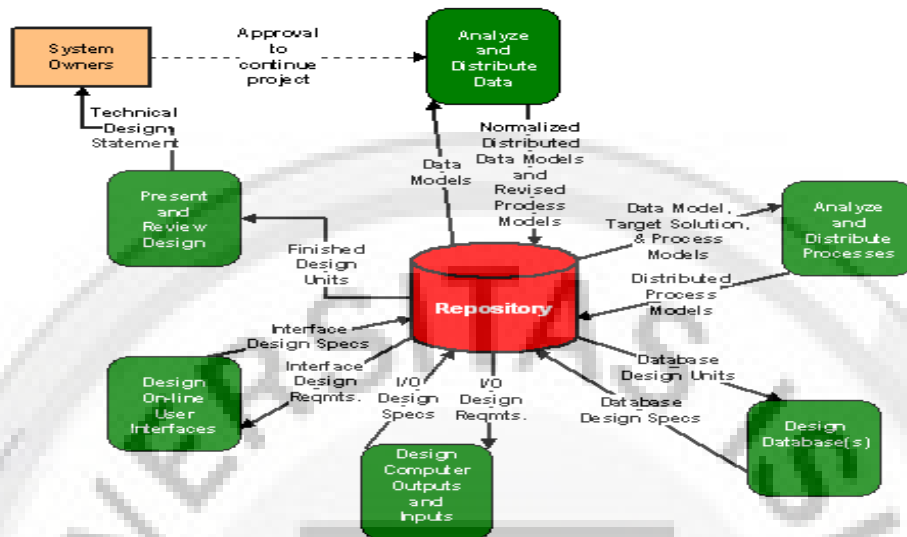 System
Owners
Approval
to
continue
project
Analyze
and
Distribute
Data
Technical
Design
Statement
Normalized
Distributed
Data Models
and
Revised
Process
Models
Data
Models
Present
and
Review
Design
Data Model,
Target Solution,
& Process
Models
Analyze
and
Distribute
Processes
Finished
Design
Units
Repository
Distributed
Process
Models
Interface
Design Specs
Interface
Design
Reqmts.
Design
On-line
User
Interfaces
I/O
Design
Specs
I/O
Design
Reqmts.
Database
Design Units
Database
Design Specs
Design
Database(s)
Design
Computer
Outputs
and
Inputs